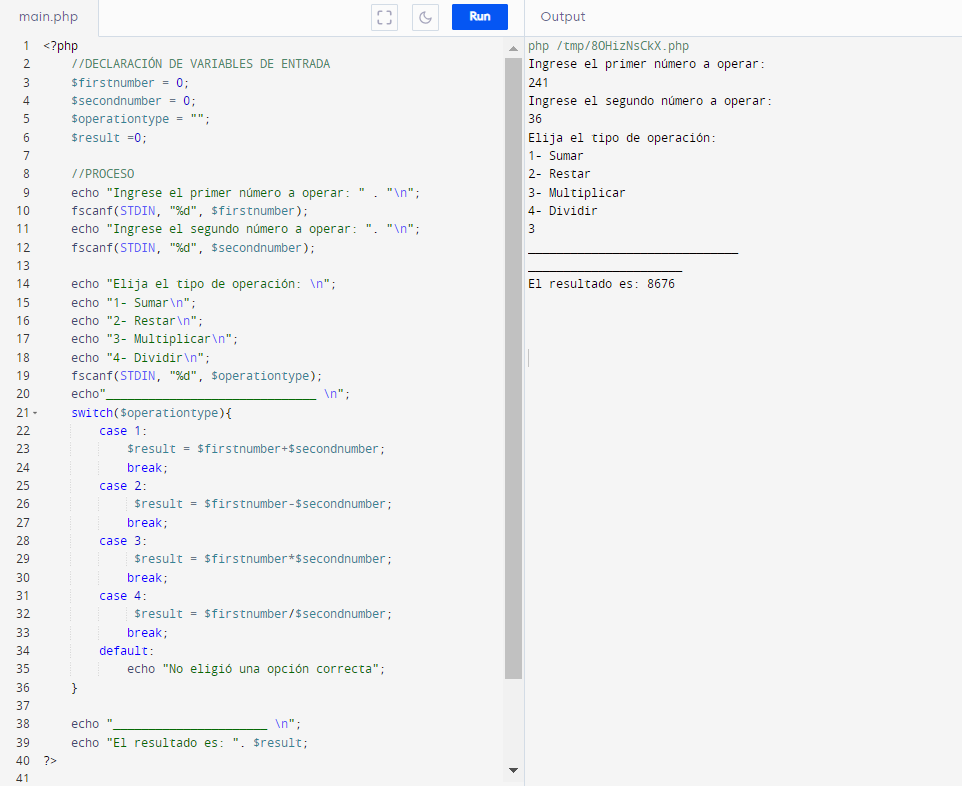 main.php
Run
Output
1 <?php
2 //DECLARACIÓN DE VARIABLES DE ENTRADA
3 $firstnumber = 0;
4 $secondnumber = 0;
5 $operationtype = "";
6 $result =0;
7
8 //PROCESO
9 echo "Ingrese el primer número a operar: " . "\n";
10 fscanf(STDIN, "%d", $firstnumber);
11 echo "Ingrese el segundo número a operar: ". "\n";
12 fscanf(STDIN, "%d", $secondnumber);
13
14 echo "Elija el tipo de operación: \n";
15 echo "1- Sumar\n";
16 echo "2- Restar\n";
17 echo "3- Multiplicar\n";
18 echo "4- Dividir\n";
19 fscanf(STDIN, "%d", $operationtype);
20 echo"______________________________ \n";
21 switch($operationtype){
22 case 1:
23 $result = $firstnumber+$secondnumber;
24 break;
25 case 2:
26 $result = $firstnumber-$secondnumber;
27 break;
28 case 3:
29 $result = $firstnumber*$secondnumber;
30 break;
31 case 4:
32 $result = $firstnumber/$secondnumber;
33 break;
34 default:
35 echo "No eligió una opción correcta";
36 }
37
38 echo "______________________ \n";
39 echo "El resultado es: ". $result;
40 ?>
41
php /tmp/8OHizNsCkX.php
Ingrese el primer número a operar:
241
Ingrese el segundo número a operar:
36
Elija el tipo de operación:
1- Sumar
2- Restar
3- Multiplicar
4- Dividir
3
______________________________
______________________
El resultado es: 8676